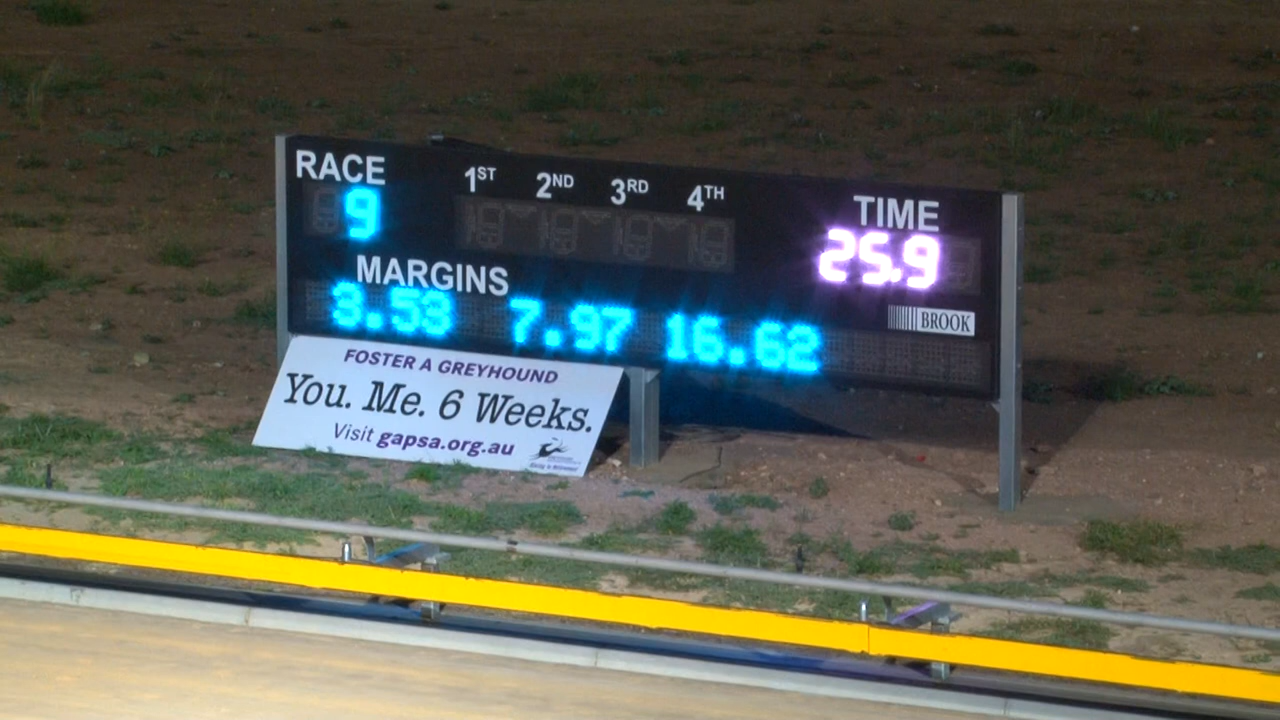 RACE 1ST 2ND 3RD 4TH TIME
9 25.9
MARGINS
3.53 7.97 16.62
BROOK
FOSTER A GREYHOUND
You. Me. 6 Weeks.
Visit gapsa.org.au